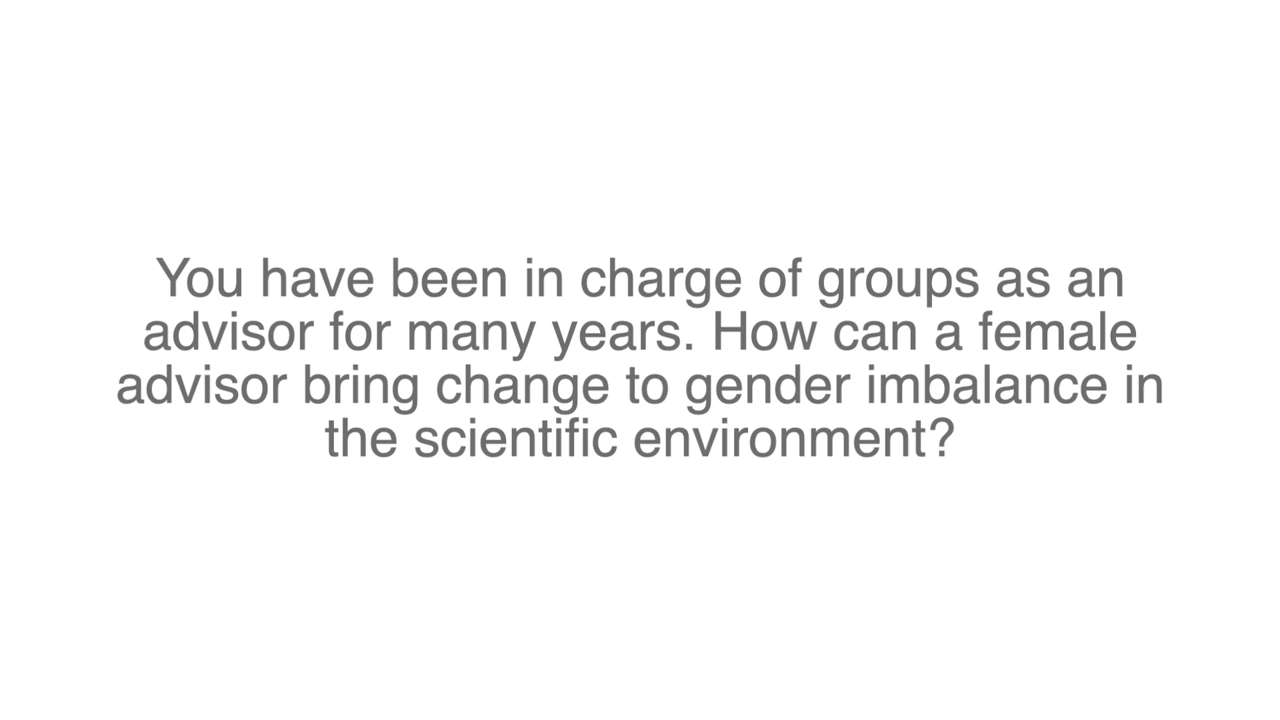 You have been in charge of groups as an
advisor for many years. How can a female
advisor bring change to gender imbalance in
the scientific environment?